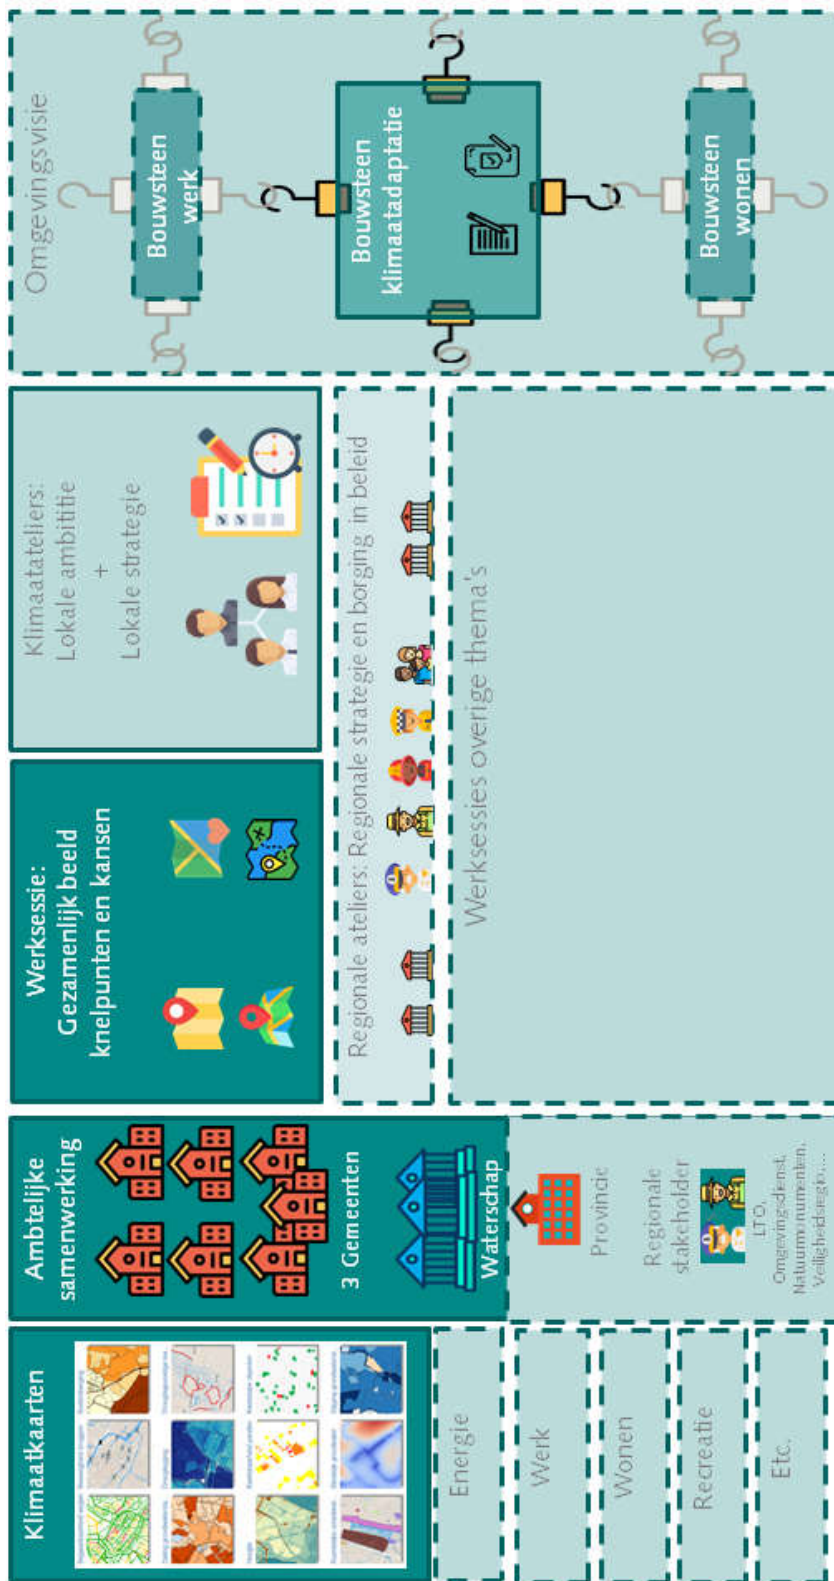 Klimaatkaarten
Energie
Werk
Wonen
Recreatie
Etc.
Ambtelijke
samenwerking
3 Gemeenten
Waterschap
Provincie
Regionale
stakeholder
LTO,
Omgevingsdienst,
Natuurmonumenten,
Veiligheidsregio,...
Werksessie:
Gezamenlijk beeld
knelpunten en kansen
Klimaatateliers:
Lokale ambititie
+
Lokale strategie
Regionale ateliers: Regionale strategie en borging in beleid
Werksessies overige thema's
Omgevingsvisie
Bouwsteen
werk
Bouwsteen
klimaatadaptatie
Bouwsteen
wonen